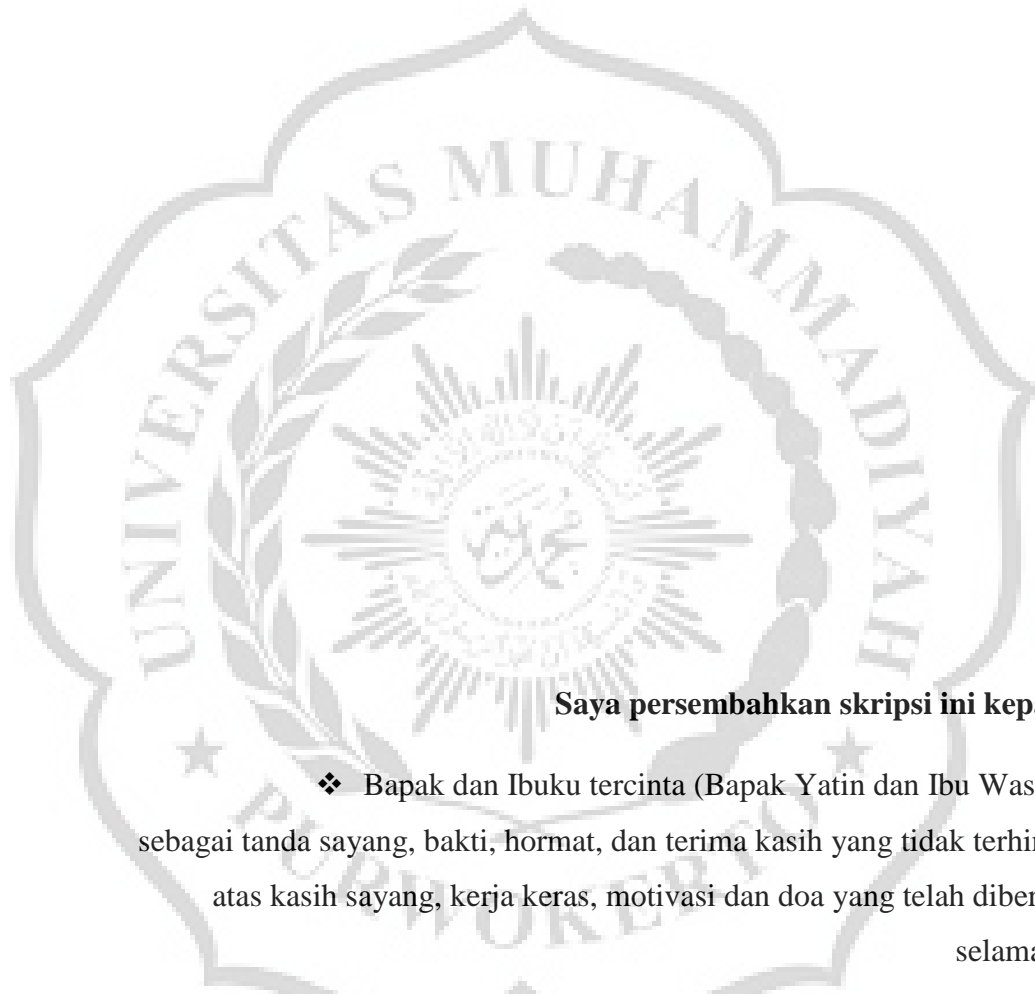 UNIVERSITAS MUHAMMADIYAH
PURWOKERTO
Saya persembahkan skripsi ini kep
❖ Bapak dan Ibuku tercinta (Bapak Yatin dan Ibu Was
sebagai tanda sayang, bakti, hormat, dan terima kasih yang tidak terhi
atas kasih sayang, kerja keras, motivasi dan doa yang telah diber
selama